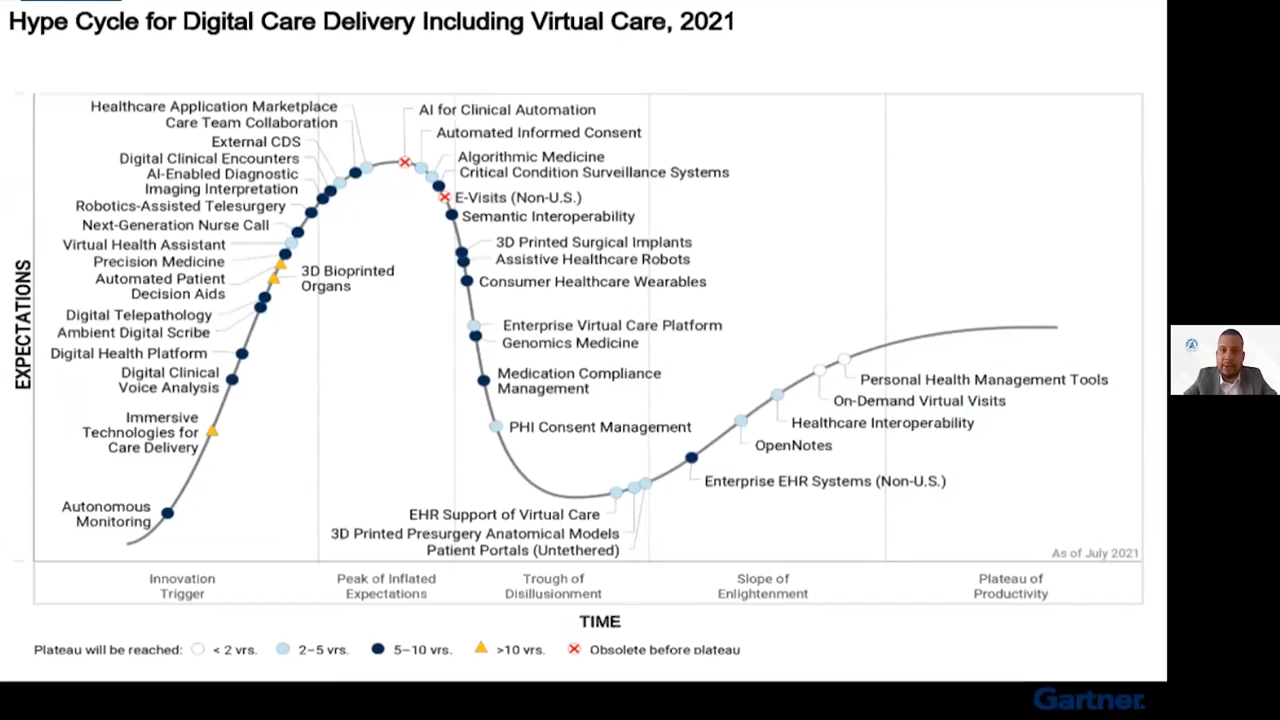 Hype Cycle for Digital Care Delivery Including Virtual Care, 2021
Healthcare Application Marketplace
Care Team Collaboration
External CDS
Digital Clinical Encounters
AI-Enabled Diagnostic
Imaging Interpretation
Robotics-Assisted Telesurgery
Next-Generation Nurse Call
Virtual Health Assistant
Precision Medicine
Automated Patient
Decision Aids
Digital Telepathology
Ambient Digital Scribe
Digital Health Platform
Digital Clinical
Voice Analysis
Immersive
Technologies for
Care Delivery
Autonomous
Monitoring
3D Bioprinted
Organs
AI for Clinical Automation
Automated Informed Consent
Algorithmic Medicine
Critical Condition Surveillance Systems
E-Visits (Non-U.S.)
Semantic Interoperability
3D Printed Surgical Implants
Assistive Healthcare Robots
Consumer Healthcare Wearables
Enterprise Virtual Care Platform
Genomics Medicine
Medication Compliance
Management
PHI Consent Management
EHR Support of Virtual Care
3D Printed Presurgery Anatomical Models
Patient Portals (Untethered)
Personal Health Management Tools
On-Demand Virtual Visits
Healthcare Interoperability
OpenNotes
Enterprise EHR Systems (Non-U.S.)
EXPECTATIONS
As of July 2021
Innovation
Trigger
Peak of Inflated
Expectations
Trough of
Disillusionment
Slope of
Enlightenment
Plateau of
Productivity
TIME
Plateau will be reached: < 2 yrs. 2–5 yrs. 5–10 yrs. >10 yrs. Obsolete before plateau
Gartner.